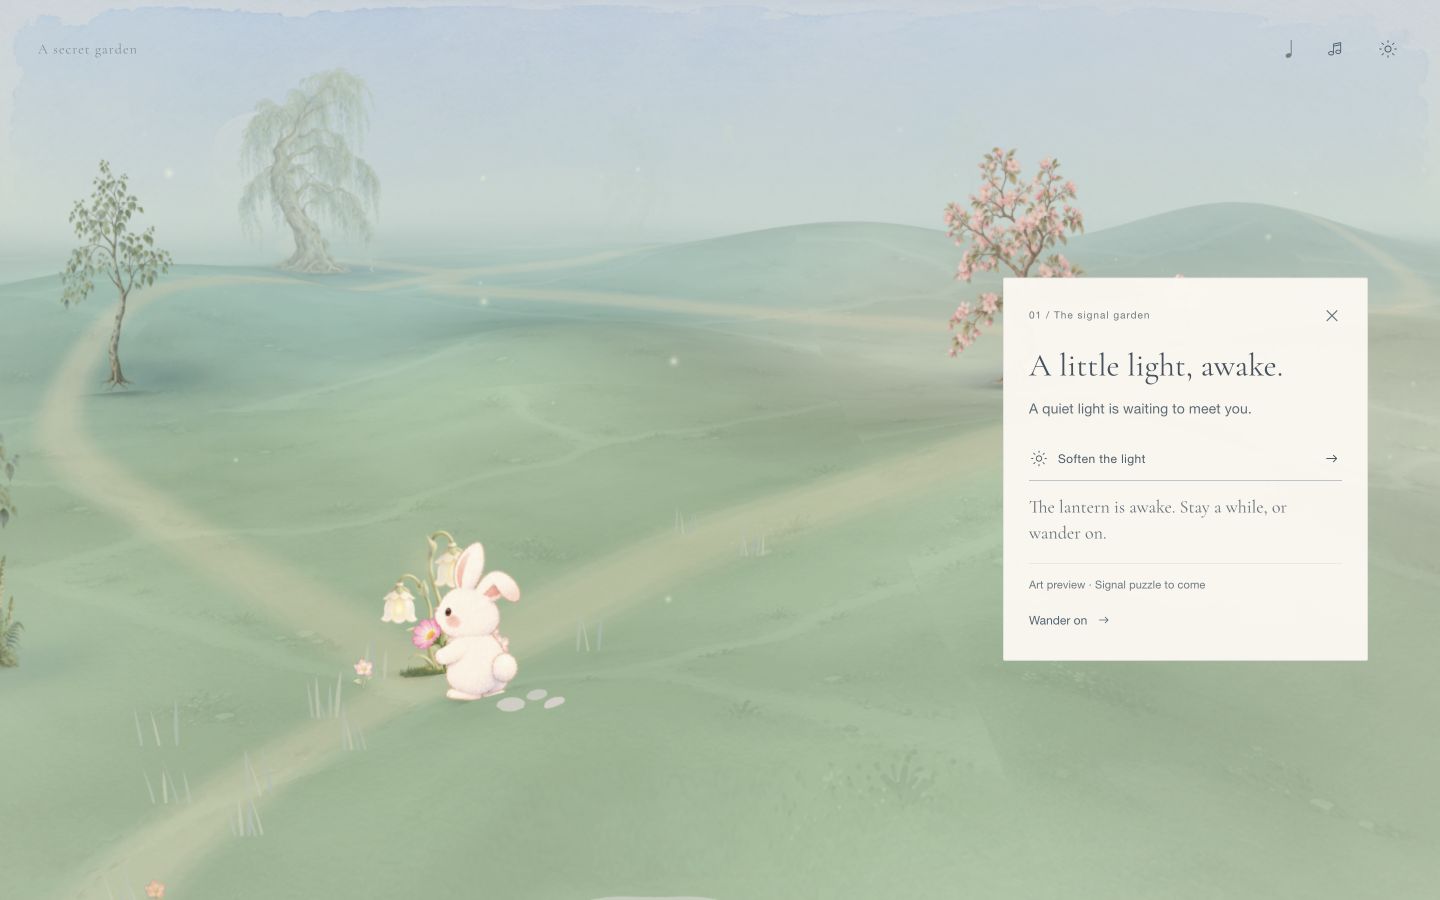 A secret garden
01 / The signal garden
A little light, awake.
A quiet light is waiting to meet you.
Soften the light
The lantern is awake. Stay a while, or
wander on.
Art preview · Signal puzzle to come
Wander on